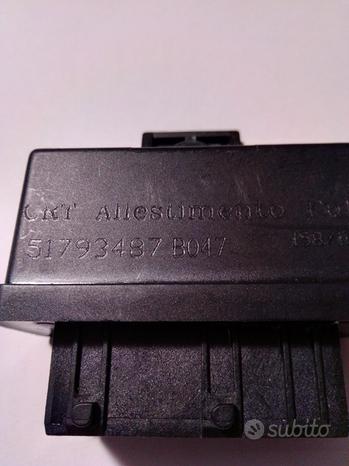 CRT Allestimento
51793487 B047
subito